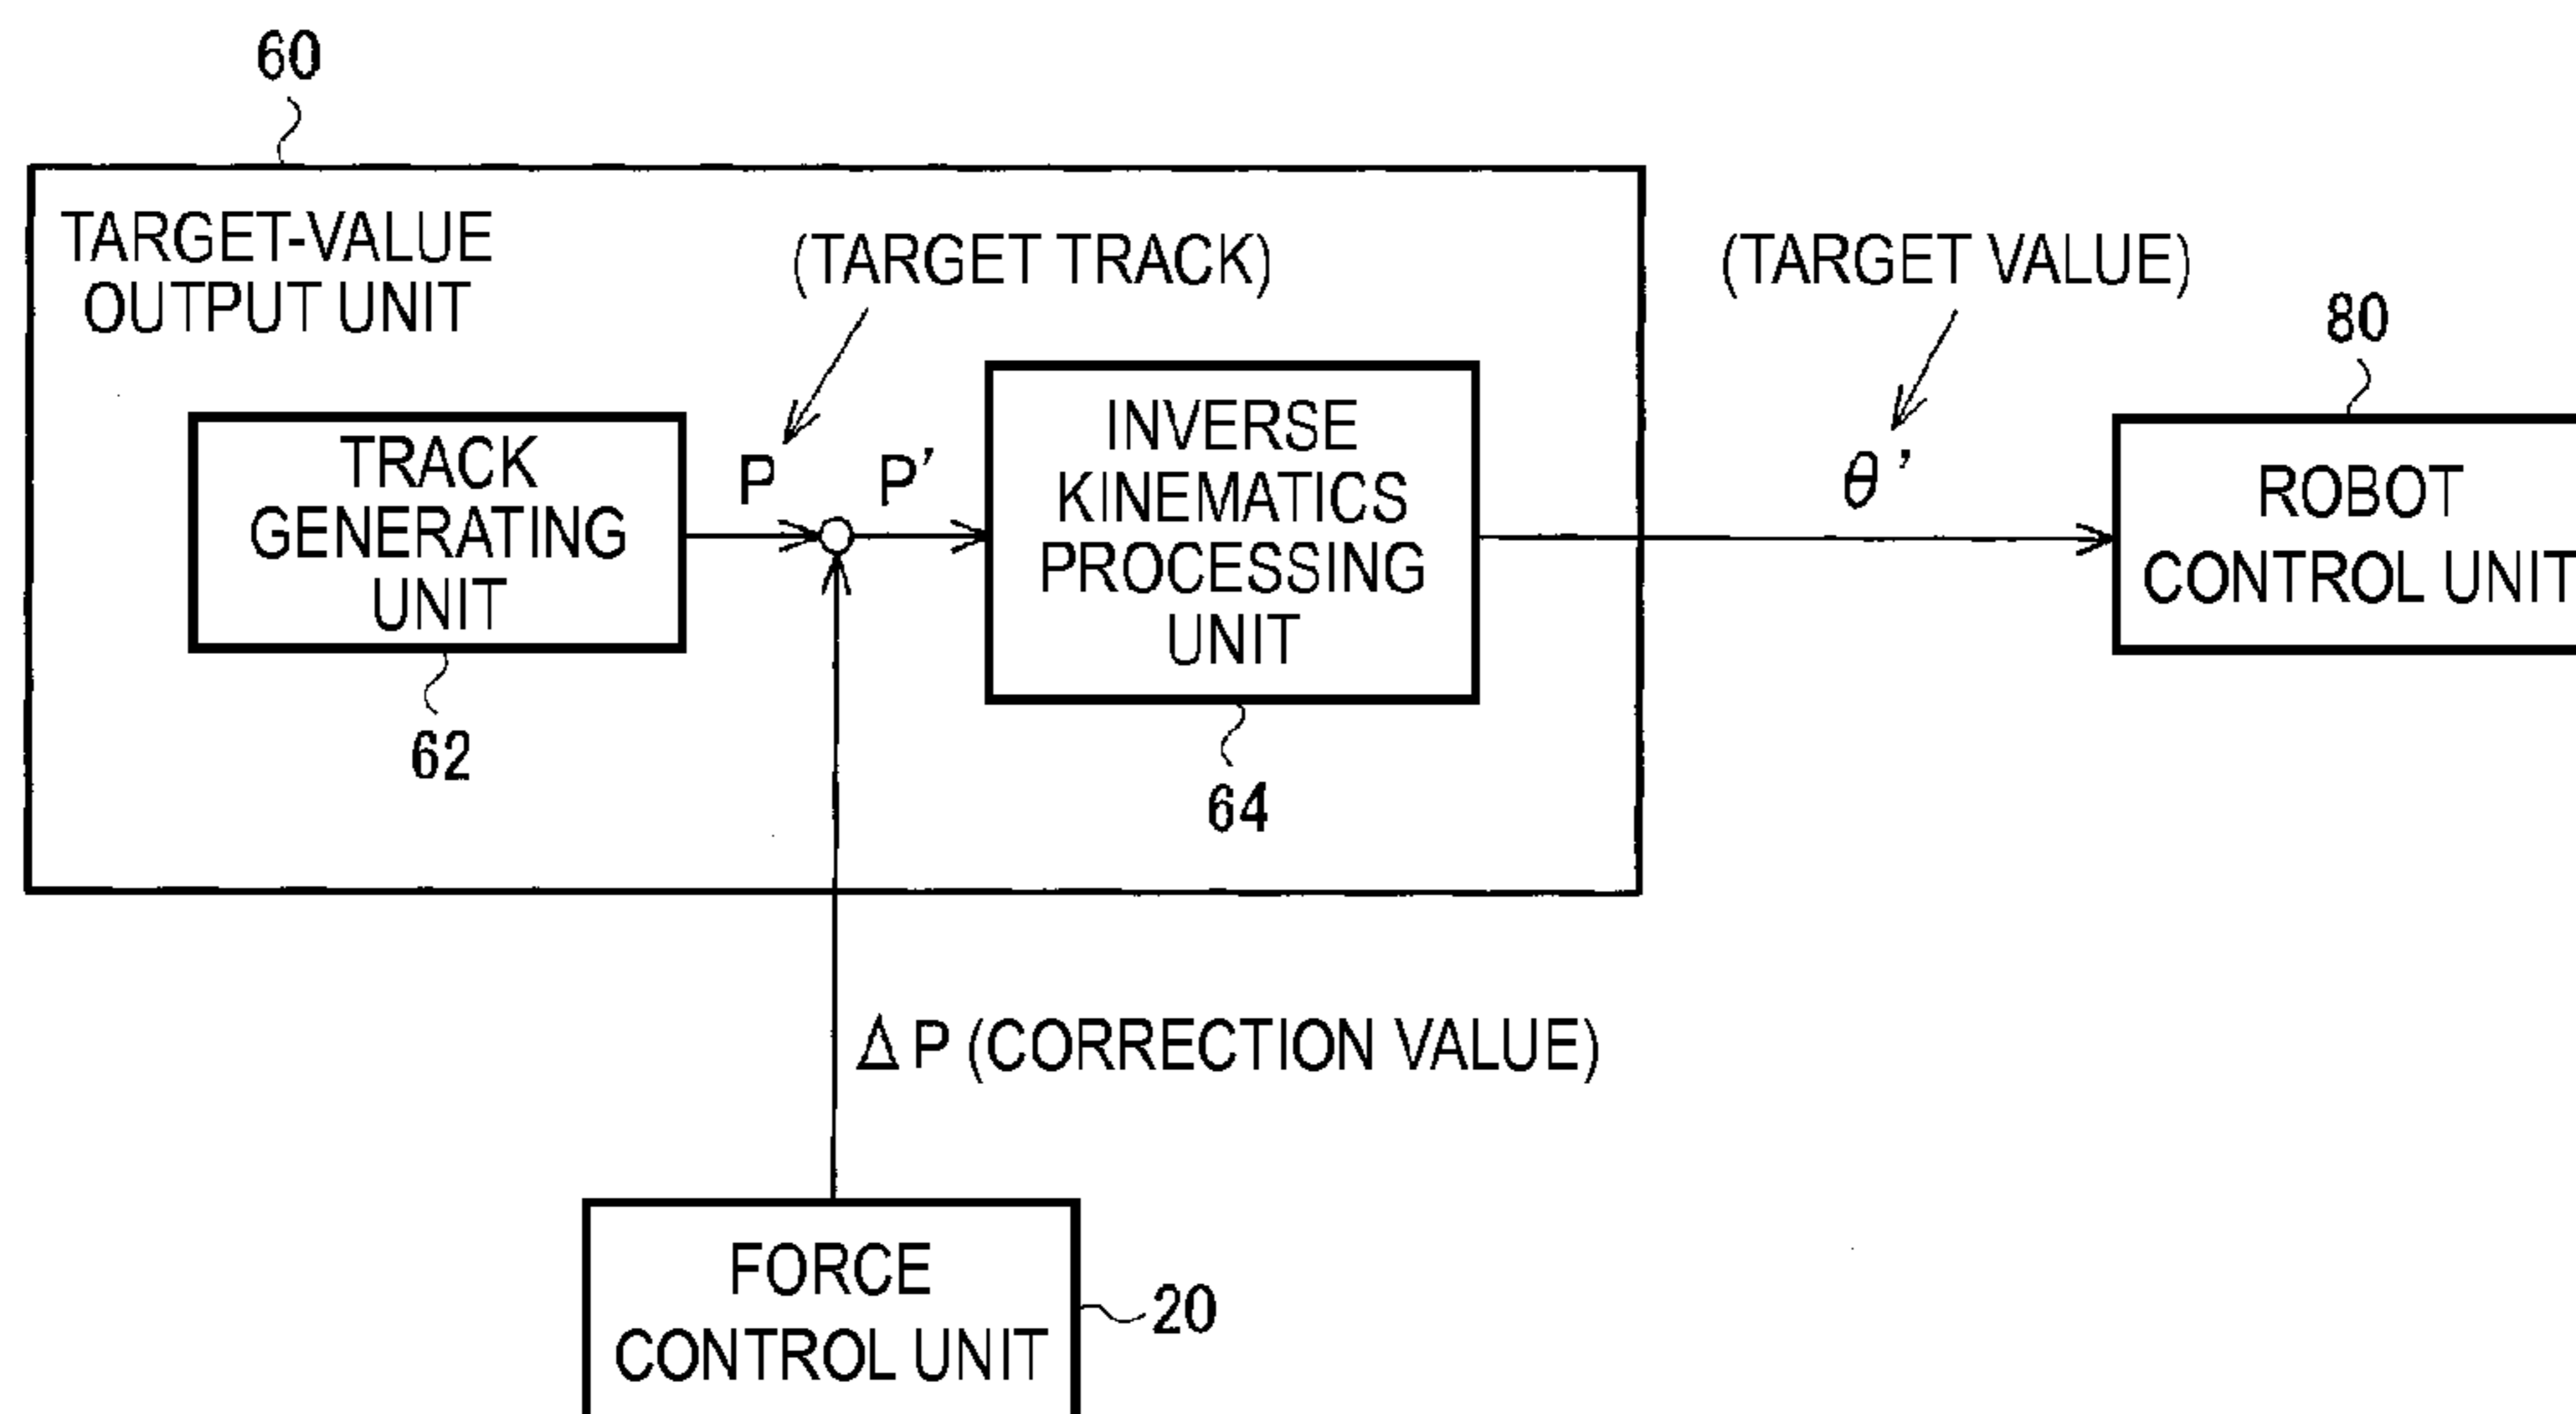 60
TARGET-VALUE
OUTPUT UNIT
(TARGET TRACK)
(TARGET VALUE)
80
TRACK
GENERATING
UNIT
P
P'
INVERSE
KINEMATICS
PROCESSING
UNIT
θ'
ROBOT
CONTROL UNIT
62
64
ΔP (CORRECTION VALUE)
FORCE
CONTROL UNIT
20